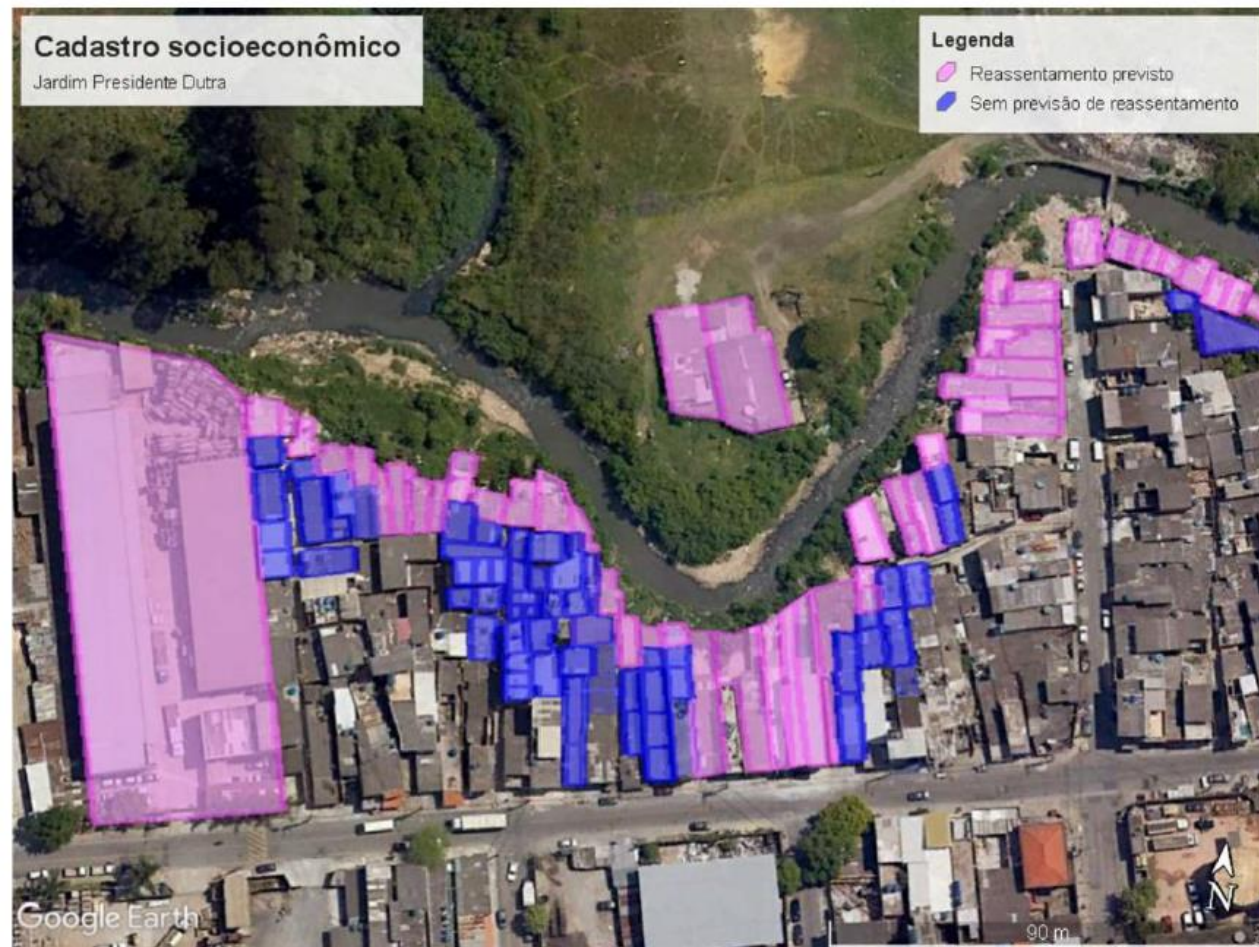 Cadastro socioeconômico
Jardim Presidente Dutra
Legenda
Reassentamento previsto
Sem previsão de reassentamento
Google Earth
90 m
N